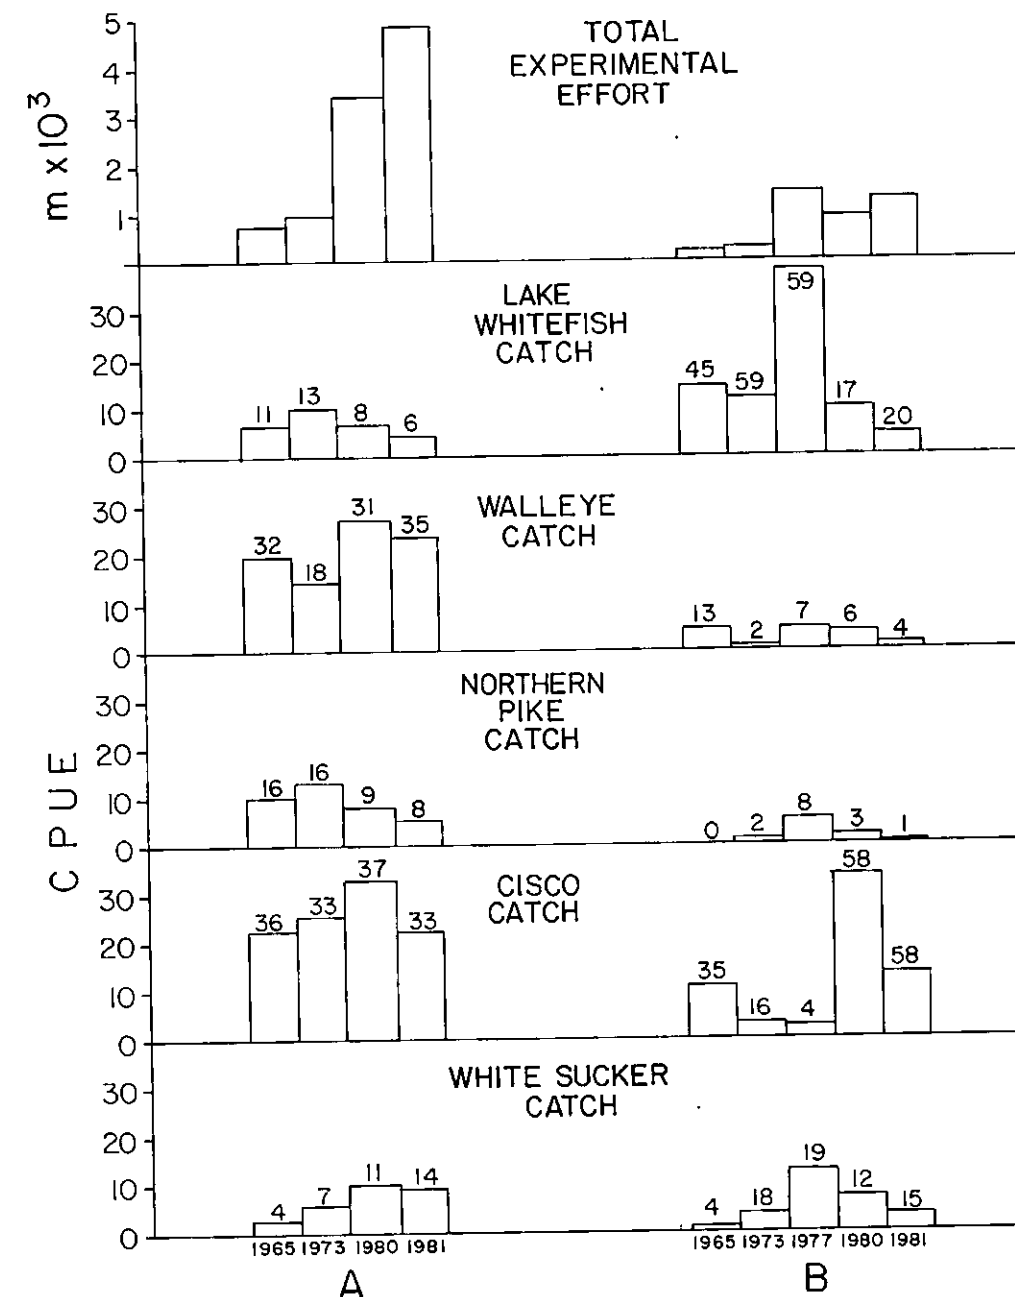 TOTAL
EXPERIMENTAL
EFFORT
m x 10³
5
4
3
2
1
LAKE
WHITEFISH
CATCH
30
20
10
0
11 13 8 6
45 59 59 17 20
WALLEYE
CATCH
30
20
10
0
32 18 31 35
13 2 7 6 4
NORTHERN
PIKE
CATCH
30
20
10
0
16 16 9 8
0 2 8 3 1
CPUE
CISCO
CATCH
30
20
10
0
36 33 37 33
35 16 4 58 58
WHITE SUCKER
CATCH
30
20
10
0
4 7 11 14
4 18 19 12 15
1965 1973 1980 1981
1965 1973 1977 1980 1981
A
B